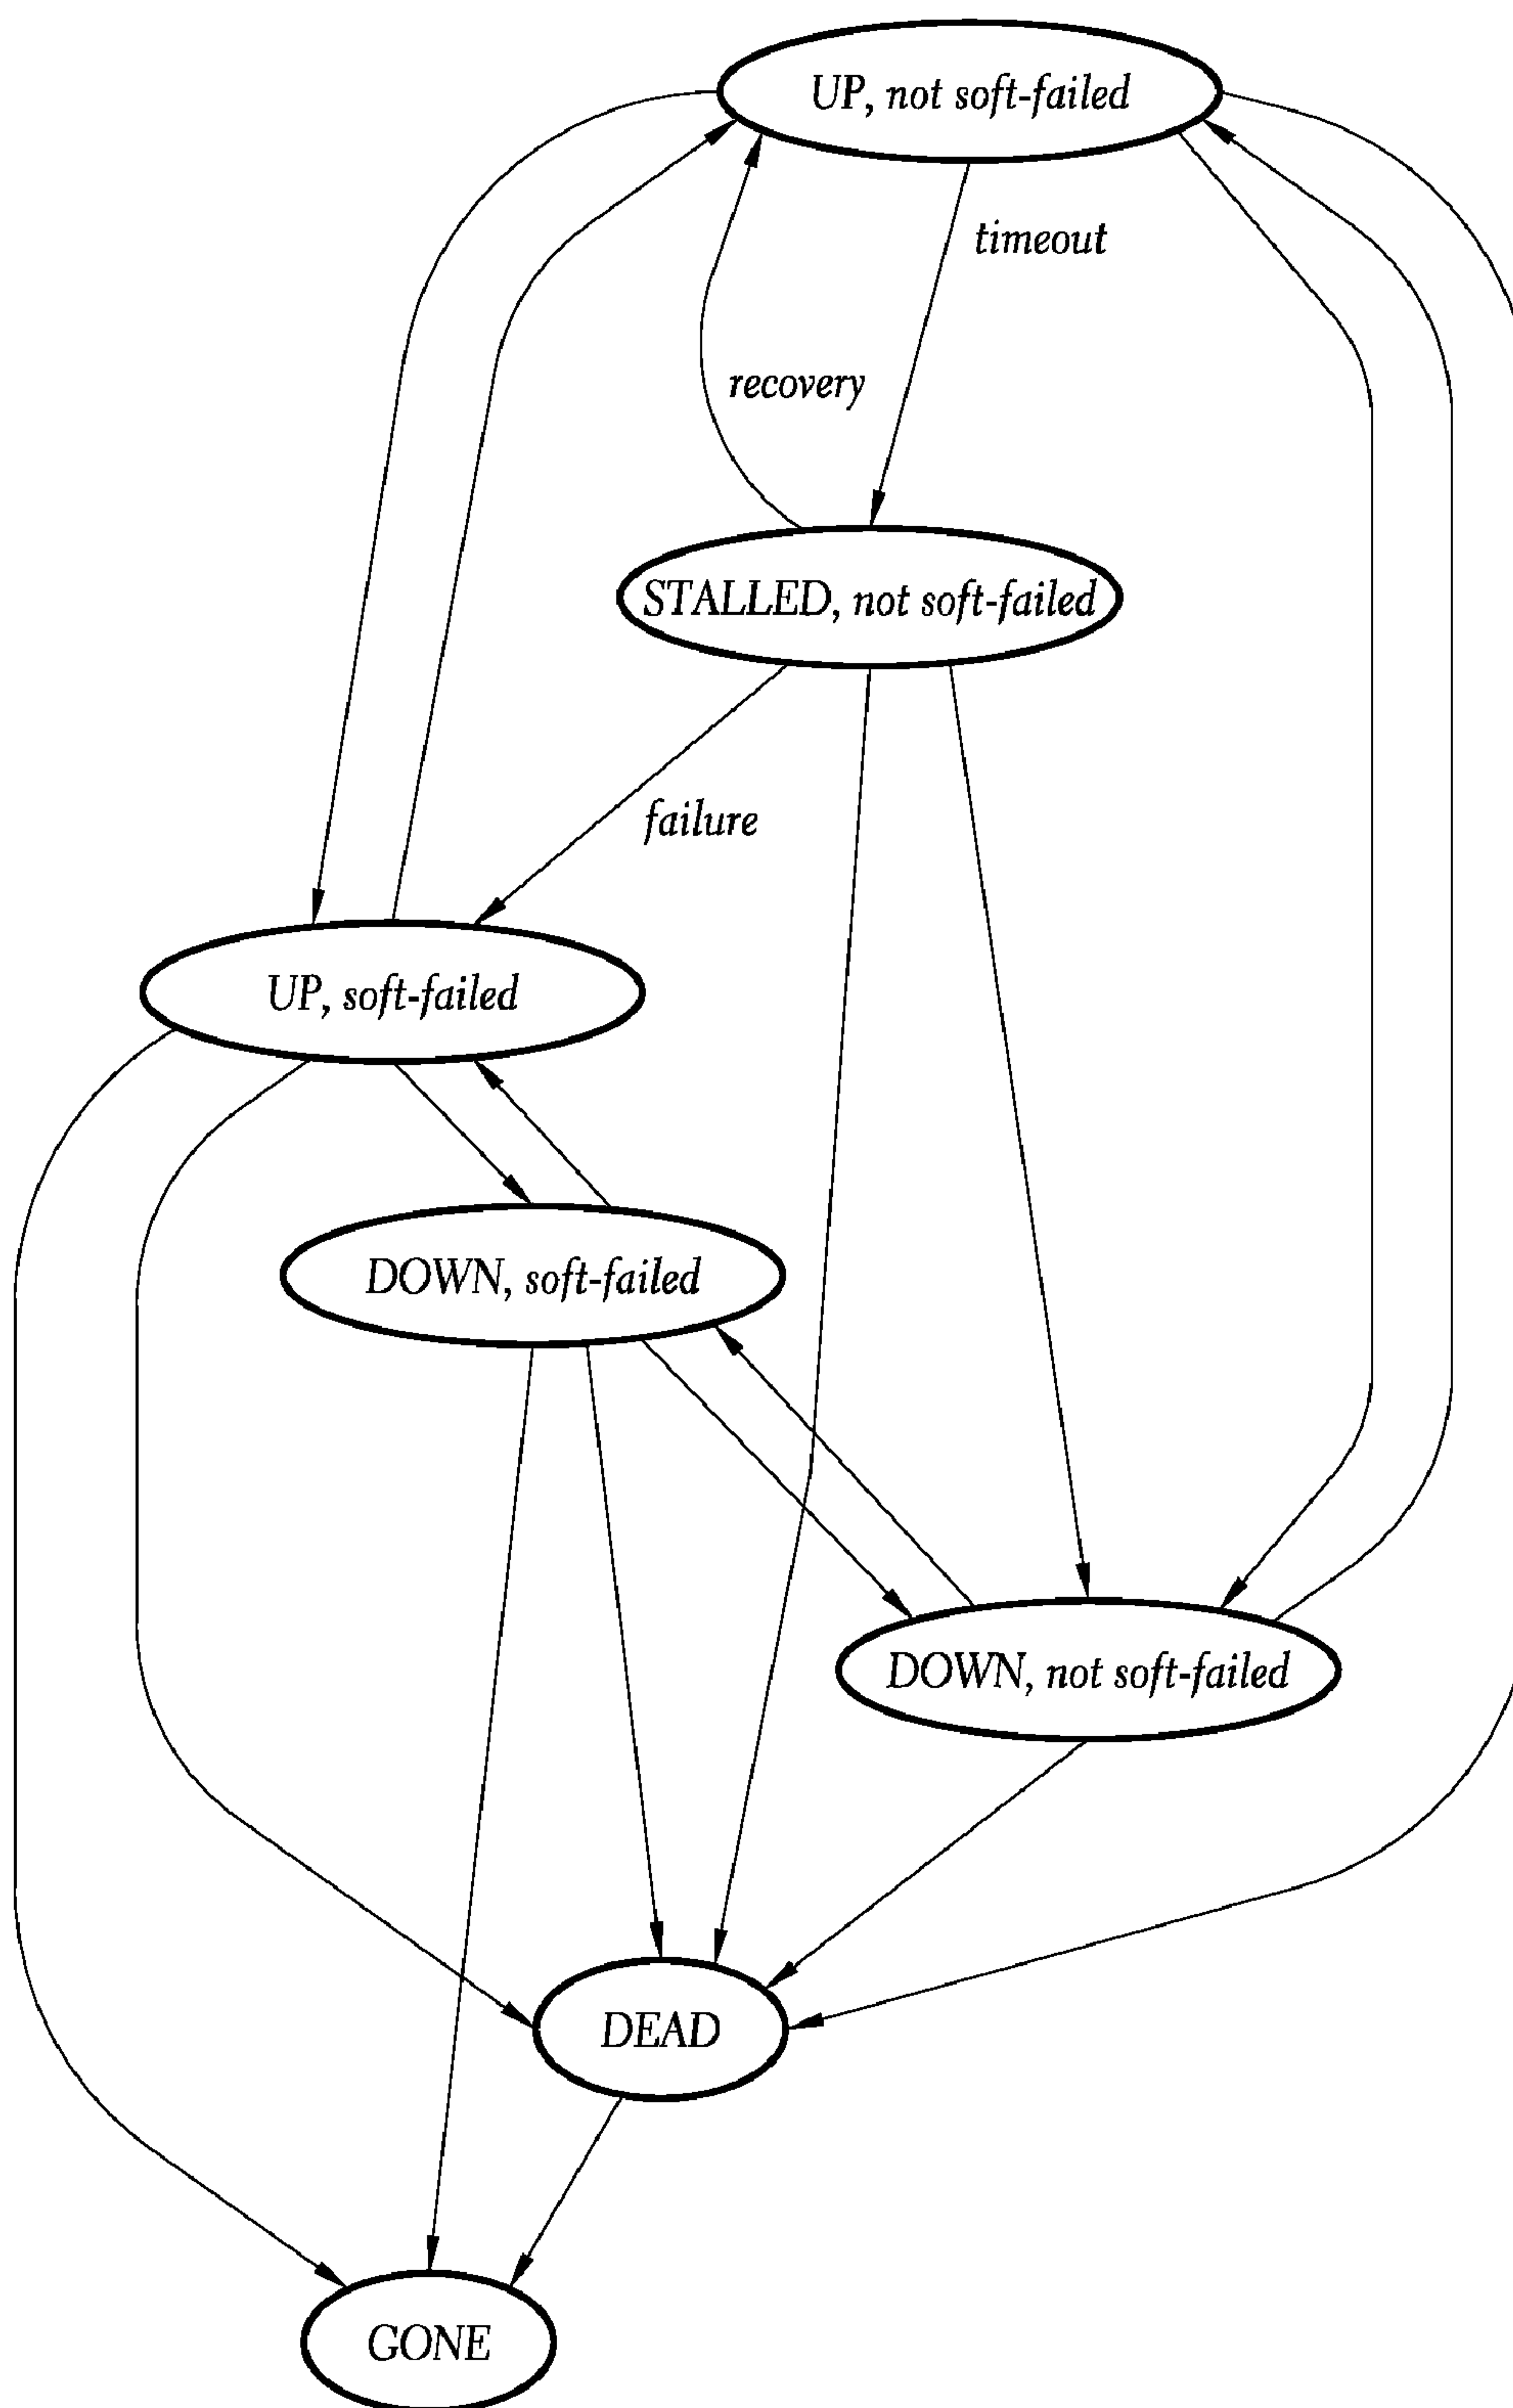 UP, not soft-failed
timeout
recovery
STALLED, not soft-failed
failure
UP, soft-failed
DOWN, soft-failed
DOWN, not soft-failed
DEAD
GONE